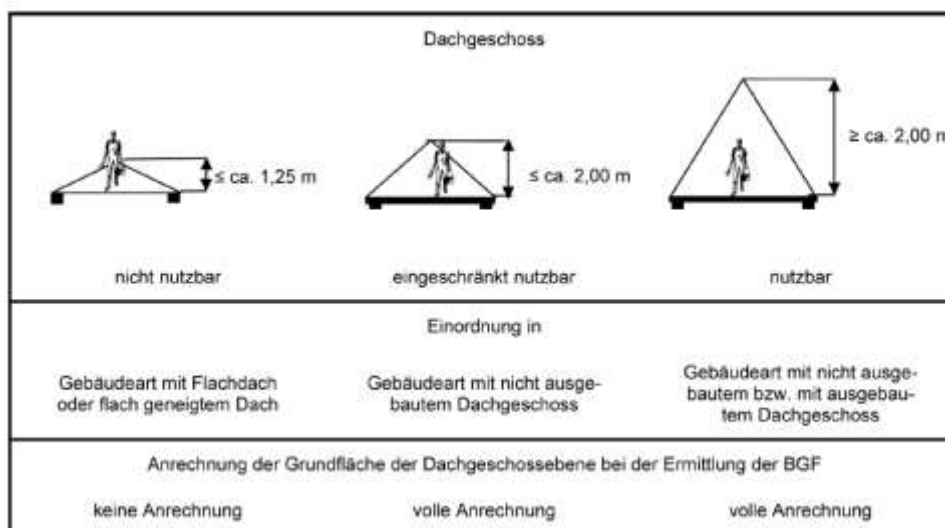 Dachgeschoss
≤ ca. 1,25 m
≤ ca. 2,00 m
≥ ca. 2,00 m
nicht nutzbar
eingeschränkt nutzbar
nutzbar
Einordnung in
Gebäudeart mit Flachdach
oder flach geneigtem Dach
Gebäudeart mit nicht ausge-
bautem Dachgeschoss
Gebäudeart mit nicht ausge-
bautem bzw. mit ausgebau-
tem Dachgeschoss
Anrechnung der Grundfläche der Dachgeschossebene bei der Ermittlung der BGF
keine Anrechnung
volle Anrechnung
volle Anrechnung